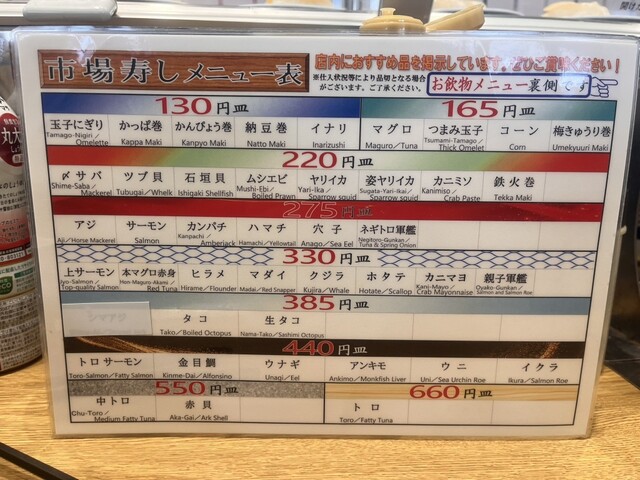 市場寿しメニュー表
店内におすすめ品を掲示しています。ぜひご賞味ください！
※仕入状況等により品切となる場合
がございます。ご了承ください。
お飲物メニュー裏側です
130円皿
玉子にぎり かっぱ巻 かんぴょう巻 納豆巻 イナリ
Tamago-Nigiri／Omelette Kappa Maki Kanpyo Maki Natto Maki Inarizushi
165円皿
マグロ つまみ玉子 コーン 梅きゅうり巻
Maguro／Tuna Tsumami-Tamago／Thick Omelet Corn Umekyuuri Maki
220円皿
〆サバ ツブ貝 石垣貝 ムシエビ ヤリイカ 姿ヤリイカ カニミソ 鉄火巻
Shime-Saba／Mackerel Tubugai／Whelk Ishigaki Shellfish Mushi-Ebi／Boiled Prawn Yari-Ika／Sparrow squid Sugata-Yari-Ikai／Sparrow squid Kanimiso／Crab Paste Tekka Maki
275円皿
アジ サーモン カンパチ ハマチ 穴子 ネギトロ軍艦
Aji／Horse Mackerel Salmon Kanpachi／Amberjack Hamachi／Yellowtail Anago／Sea Eel Negitoro-Gunkan／Tuna & Spring Onion
330円皿
上サーモン 本マグロ赤身 ヒラメ マダイ クジラ ホタテ カニマヨ 親子軍艦
Jyo-Salmon／Top-quality Salmon Hon-Maguro-Akami／Red Tuna Hirame／Flounder Madai／Red Snapper Kujira／Whale Hotate／Scallop Kani-Mayo／Crab Mayonnaise Oyako-Gunkan／Salmon and Salmon Roe
385円皿
シマアジ タコ 生タコ
Tako／Boiled Octopus Nama-Tako／Sashimi Octopus
440円皿
トロサーモン 金目鯛 ウナギ アンキモ ウニ イクラ
Toro-Salmon／Fatty Salmon Kinme-Dai／Alfonsino Unagi／Eel Ankimo／Monkfish Liver Uni／Sea Urchin Roe Ikura／Salmon Roe
550円皿
中トロ 赤貝
Chu-Toro／Medium Fatty Tuna Aka-Gai／Ark Shell
660円皿
トロ
Toro／Fatty Tuna